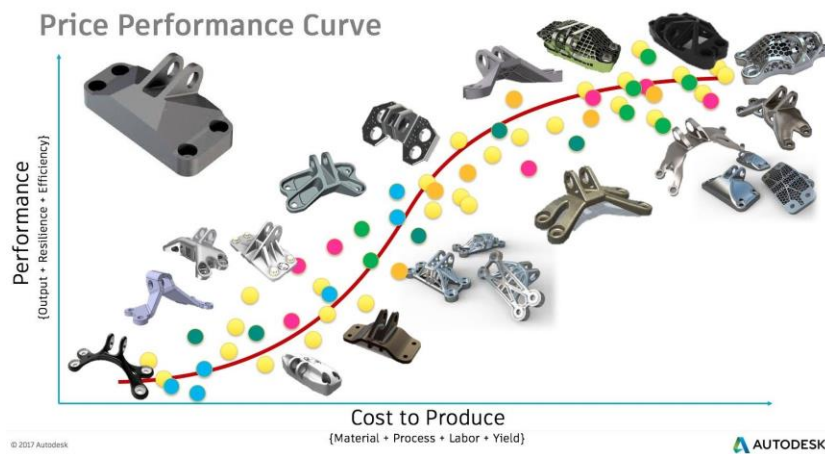 Price Performance Curve
Performance
{Output + Resilience + Efficiency}
Cost to Produce
{Material + Process + Labor + Yield}
© 2017 Autodesk
AUTODESK